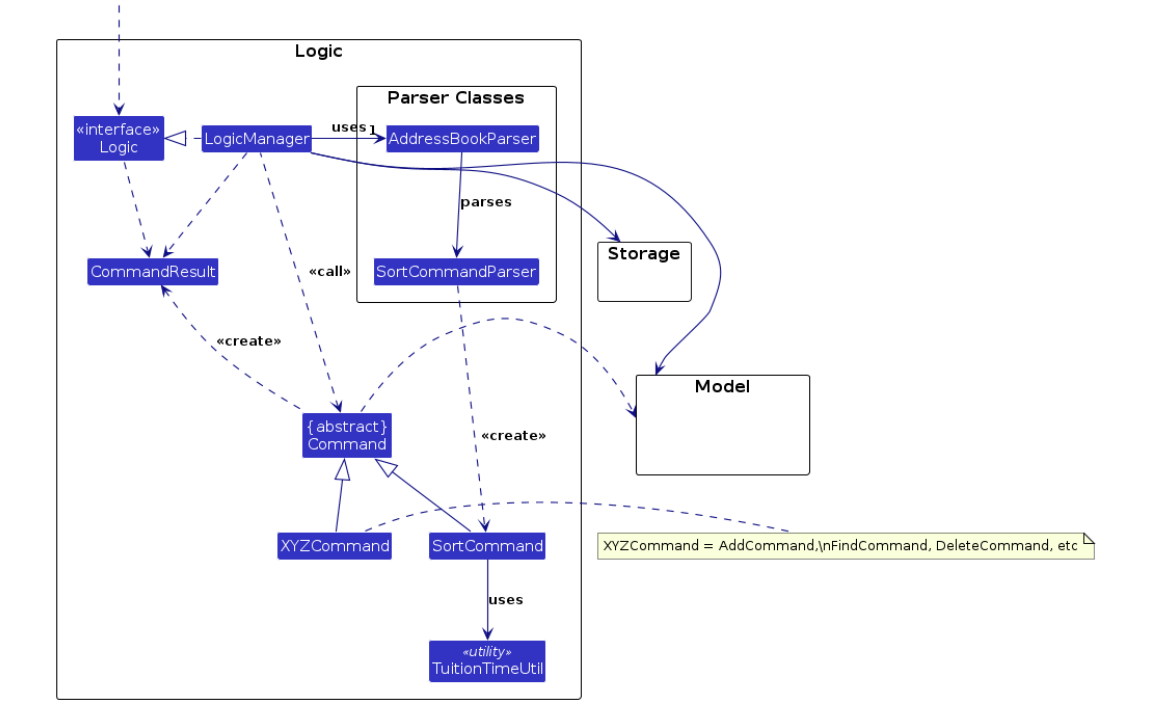 Logic
Parser Classes
«interface»
Logic
LogicManager
uses 1
AddressBookParser
parses
Storage
CommandResult
«call»
SortCommandParser
«create»
Model
{abstract}
Command
«create»
XYZCommand
SortCommand
XYZCommand = AddCommand,\nFindCommand, DeleteCommand, etc
uses
«utility»
TuitionTimeUtil